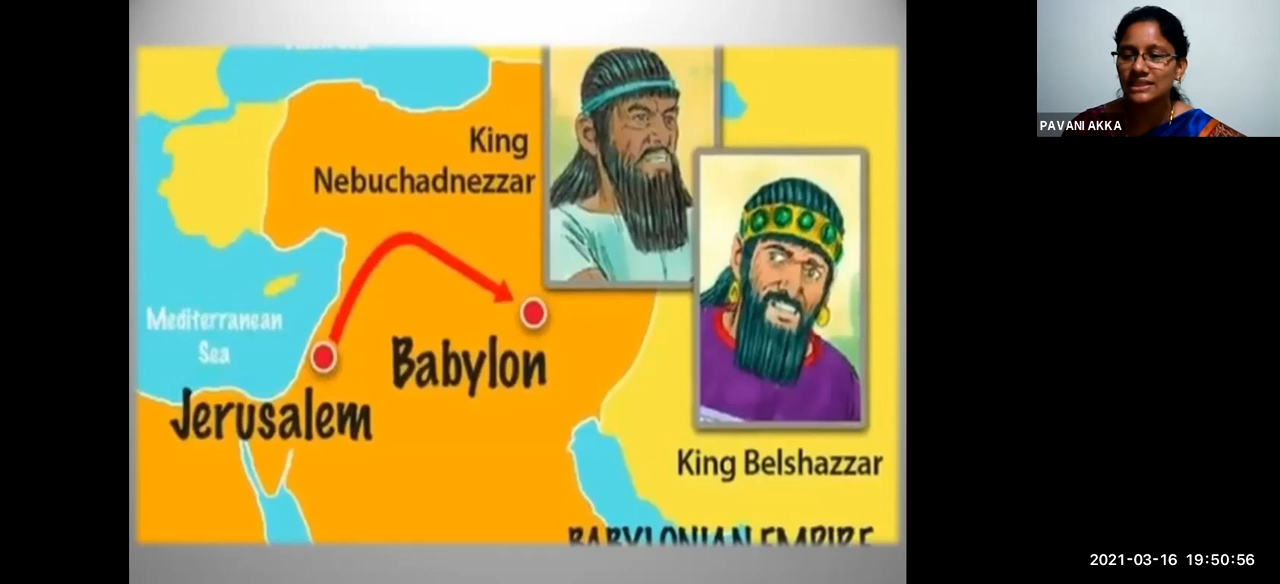 King
Nebuchadnezzar
PAVANI AKKA
Mediterranean
Sea
Babylon
Jerusalem
King Belshazzar
BABYLONIAN EMPIRE
2021-03-16 19:50:56